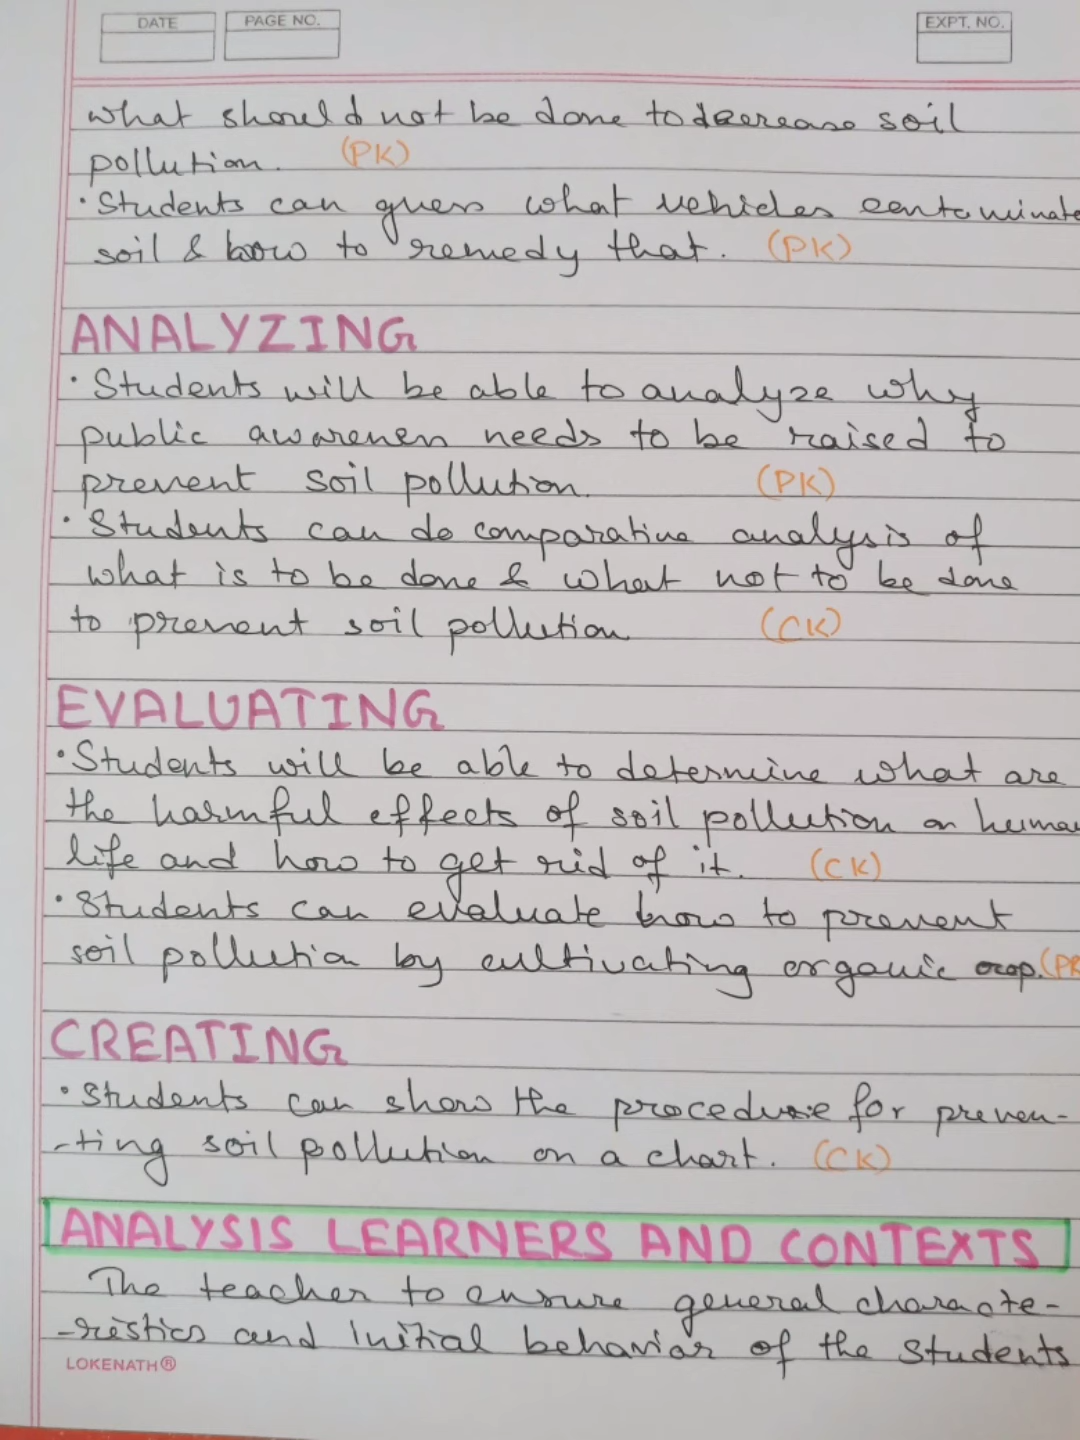 DATE
PAGE NO.
EXPT. NO.
what should not be done to decrease soil
pollution. (PK)
• Students can guess what vehicles contaminate
soil & how to remedy that. (PK)
ANALYZING
• Students will be able to analyze why
public awareness needs to be raised to
prevent soil pollution. (PK)
• Students can do comparative analysis of
what is to be done & what not to be done
to prevent soil pollution (CK)
EVALUATING
• Students will be able to determine what are
the harmful effects of soil pollution on human
life and how to get rid of it. (CK)
• Students can evaluate how to prevent
soil pollution by cultivating organic crop. (PK
CREATING
• Students can show the procedure for preven-
-ting soil pollution on a chart. (CK)
ANALYSIS LEARNERS AND CONTEXTS
The teacher to ensure general characte-
-ristics and initial behavior of the students
LOKENATH®